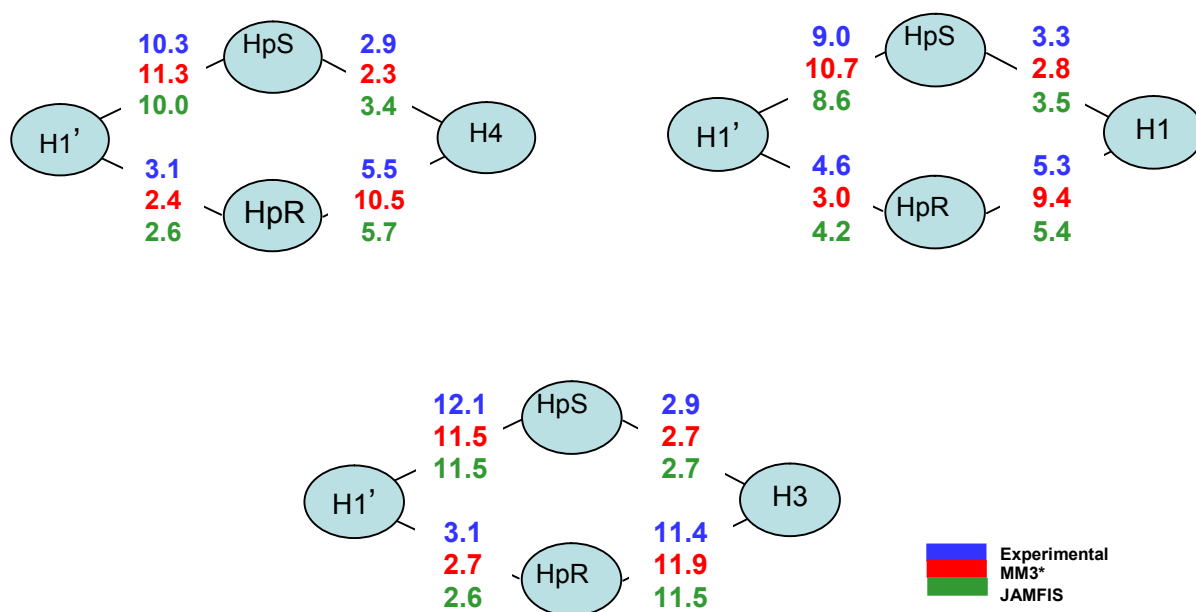 10.3 HpS 2.9
11.3 2.3
10.0 3.4
H1’ H4
3.1 5.5
2.4 HpR 10.5
2.6 5.7
9.0 HpS 3.3
10.7 2.8
8.6 3.5
H1’ H1
4.6 5.3
3.0 HpR 9.4
4.2 5.4
12.1 HpS 2.9
11.5 2.7
11.5 2.7
H1’ H3
3.1 11.4
2.7 HpR 11.9
2.6 11.5
Experimental
MM3*
JAMFIS